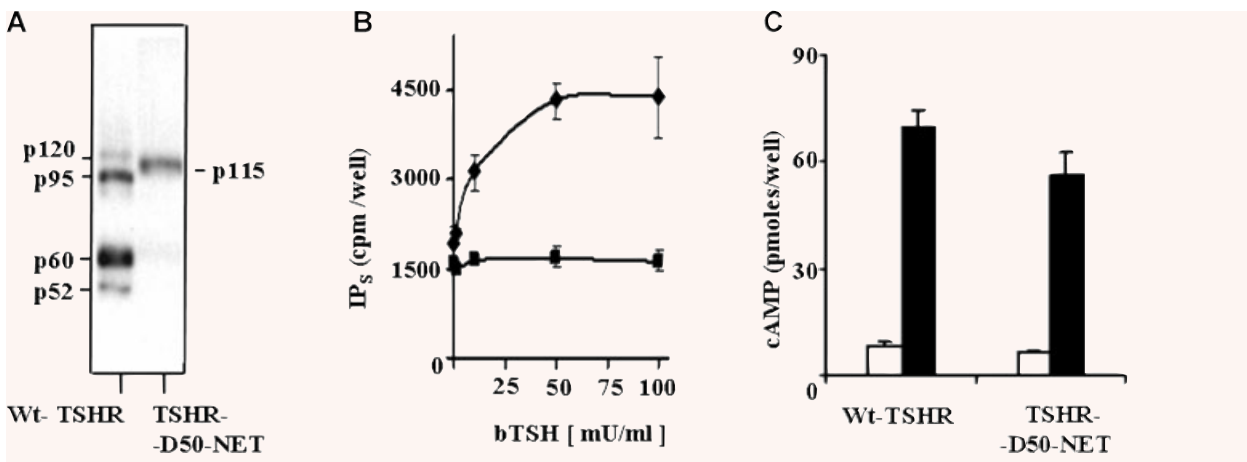 A
p120
p95
p60
p52
- p115
Wt- TSHR
TSHR-
-D50-NET
B
IPS (cpm /well)
4500
3000
1500
0
25 50 75 100
bTSH [ mU/ml ]
C
cAMP (pmoles/well)
90
60
30
0
Wt-TSHR
TSHR-
-D50-NET